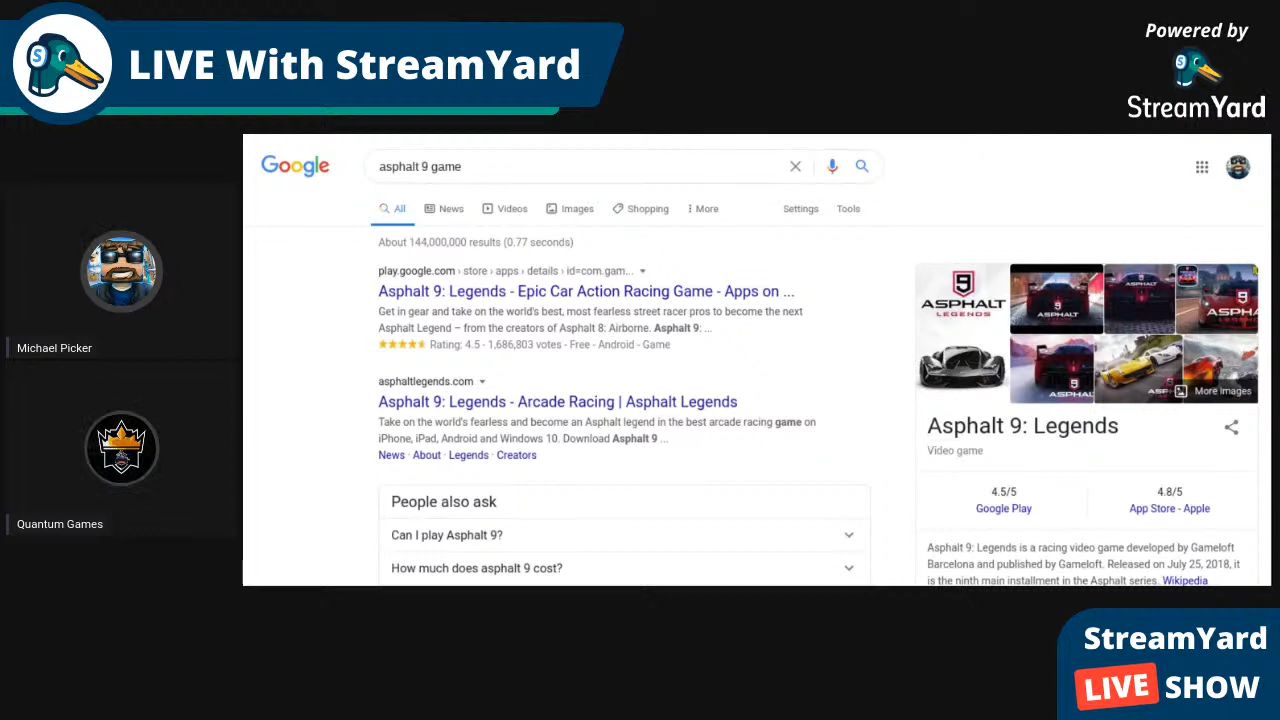 LIVE With StreamYard
Powered by
StreamYard
Michael Picker
Quantum Games
Google
asphalt 9 game
All News Videos Images Shopping More Settings Tools
About 144,000,000 results (0.77 seconds)
play.google.com › store › apps › details › id=com.gam...
Asphalt 9: Legends - Epic Car Action Racing Game - Apps on ...
Get in gear and take on the world's best, most fearless street racer pros to become the next
Asphalt Legend – from the creators of Asphalt 8: Airborne. Asphalt 9: ...
Rating: 4.5 - 1,686,803 votes - Free - Android - Game
asphaltlegends.com
Asphalt 9: Legends - Arcade Racing | Asphalt Legends
Take on the world's fearless and become an Asphalt legend in the best arcade racing game on
iPhone, iPad, Android and Windows 10. Download Asphalt 9 ...
News · About · Legends · Creators
People also ask
Can I play Asphalt 9?
How much does asphalt 9 cost?
9
ASPHALT
LEGENDS
More images
Asphalt 9: Legends
Video game
4.5/5
Google Play
4.8/5
App Store - Apple
Asphalt 9: Legends is a racing video game developed by Gameloft
Barcelona and published by Gameloft. Released on July 25, 2018, it
is the ninth main installment in the Asphalt series. Wikipedia
StreamYard
LIVE SHOW